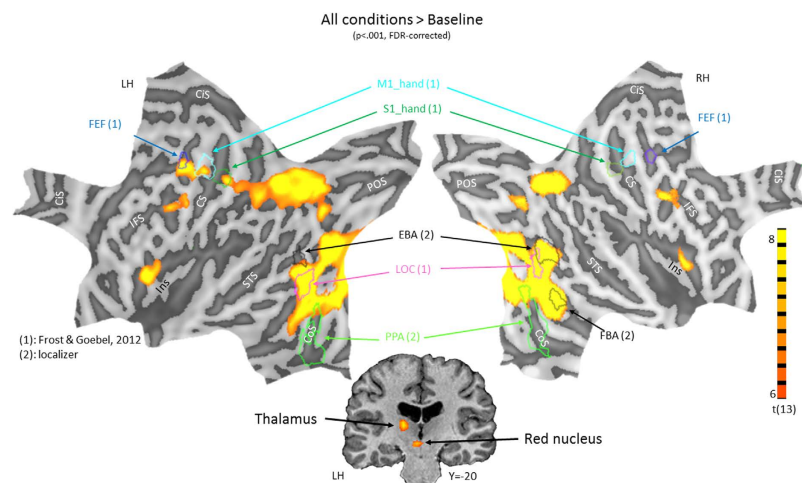 All conditions > Baseline
(p<.001, FDR-corrected)
LH
RH
CiS
CiS
M1_hand (1)
S1_hand (1)
FEF (1)
FEF (1)
POS
POS
CiS
CiS
CS
CS
IFS
IFS
EBA (2)
STS
STS
LOC (1)
Ins
Ins
8
(1): Frost & Goebel, 2012
(2): localizer
CoS
CoS
PPA (2)
FBA (2)
6
t(13)
Thalamus
Red nucleus
LH
Y=-20